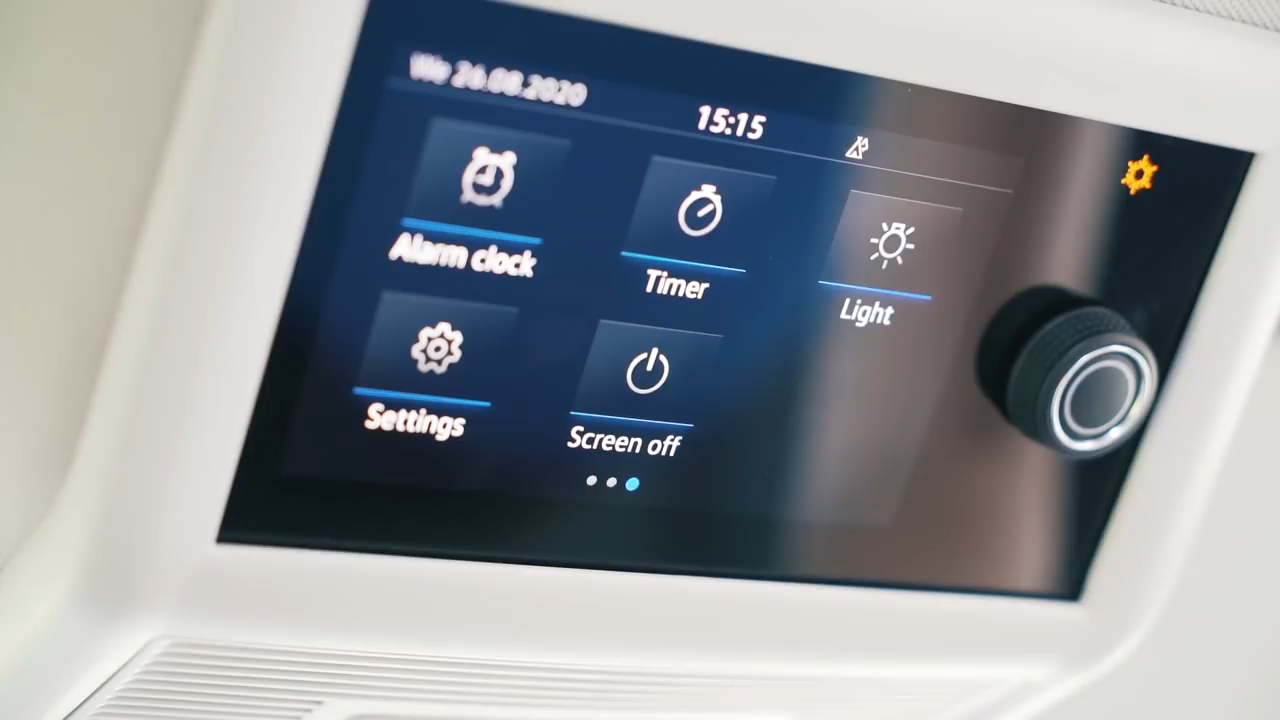 We 26.08.2020
15:15
Alarm clock
Timer
Light
Settings
Screen off